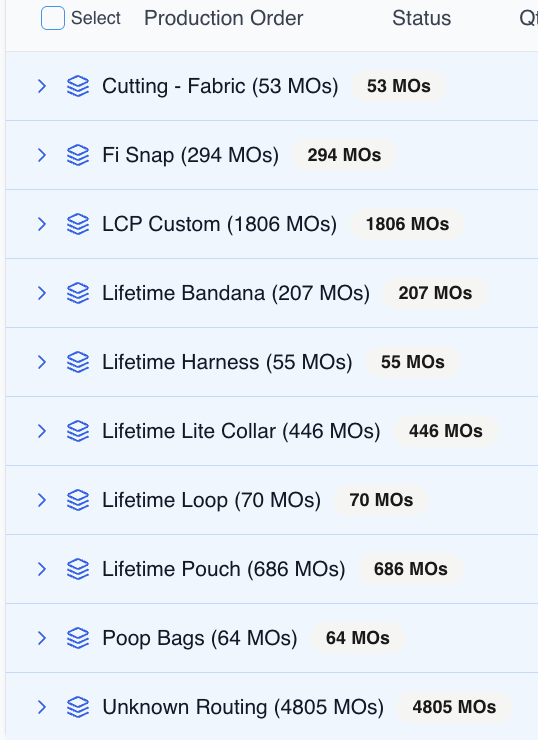 Select Production Order Status
Cutting - Fabric (53 MOs) 53 MOs
Fi Snap (294 MOs) 294 MOs
LCP Custom (1806 MOs) 1806 MOs
Lifetime Bandana (207 MOs) 207 MOs
Lifetime Harness (55 MOs) 55 MOs
Lifetime Lite Collar (446 MOs) 446 MOs
Lifetime Loop (70 MOs) 70 MOs
Lifetime Pouch (686 MOs) 686 MOs
Poop Bags (64 MOs) 64 MOs
Unknown Routing (4805 MOs) 4805 MOs